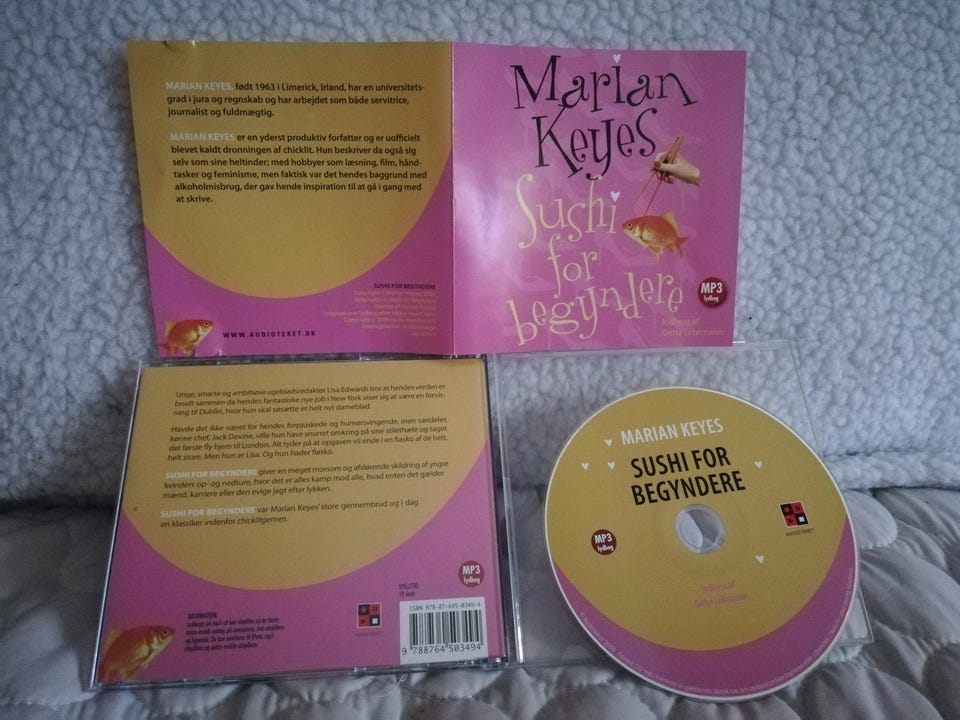 MARIAN KEYES, født 1963 i Limerick, Irland, har en universitets-
grad i jura og regnskab og har arbejdet som både servitrice,
journalist og fuldmægtig.
MARIAN KEYES er en yderst produktiv forfatter og er uofficielt
blevet kaldt dronningen af chicklit. Hun beskriver da også sig
selv som sine heltinder; med hobbyer som læsning, film, hånd-
tasker og feminisme, men faktisk var det hendes baggrund med
alkoholmisbrug, der gav hende inspiration til at gå i gang med
at skrive.
SUSHI FOR BEGYNDERE
WWW.AUDIOTEKET.DK
Marian
Keyes
Sushi
for
begyndere
MP3
lydbog
Indlæst af
Githa Lehrmann
Unge, smarte og ambitiøse ugebladsredaktør Lisa Edwards tror at hendes verden er
brudt sammen da hendes fantastiske nye job i New York viser sig at være en forvis-
ning til Dublin, hvor hun skal søsætte et helt nyt dameblad.
Havde det ikke været for hendes forpjuskede og humørsvingende, men særdeles
kønne chef, Jack Devine, ville hun have snurret omkring på sine stilethæle og taget
det første fly hjem til London. Alt tyder på at opgaven vil ende i en fiasko af de helt
helt store. Men hun er Lisa. Og hun hader fiasko.
SUSHI FOR BEGYNDERE giver en meget morsom og afslørende skildring af yngre
kvinders op- og nedture, hvor det er alles kamp mod alle, hvad enten det gælder
mænd, karriere eller den evige jagt efter lykken.
SUSHI FOR BEGYNDERE var Marian Keyes' store gennembrud og i dag
en klassiker indenfor chicklitgenren.
MP3
lydbog
SPILLETID
18 timer
INFORMATION
AUDIOTEKET
ISBN 978-87-645-0349-4
9 788764 503494
MARIAN KEYES
SUSHI FOR
BEGYNDERE
MP3
lydbog
AUDIOTEKET
Indlæst af
Githa Lehrmann